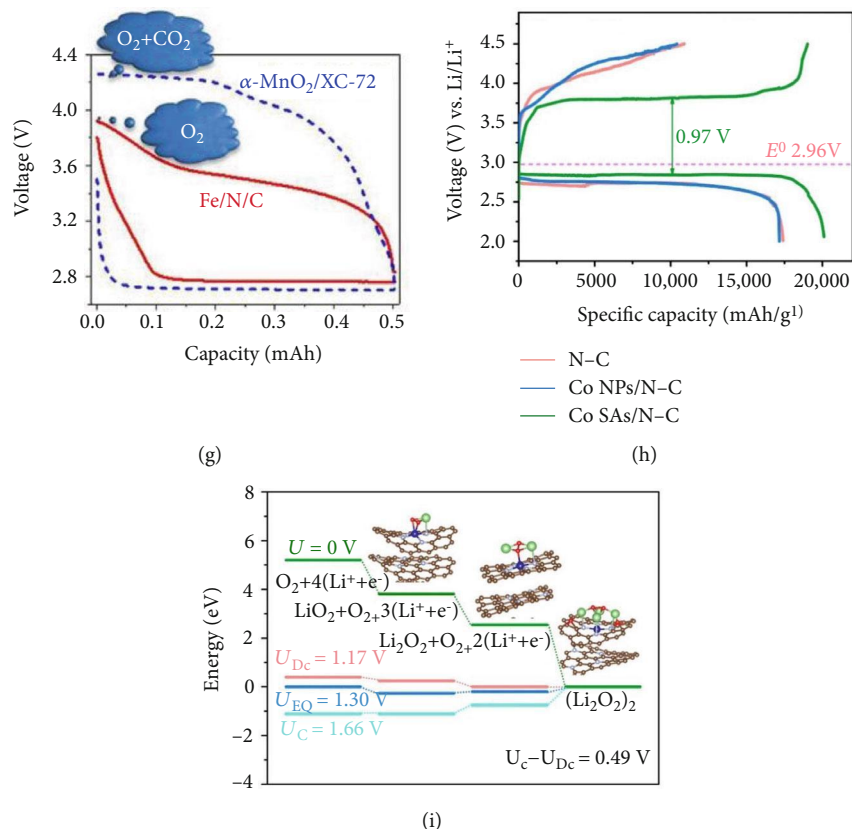 O₂+CO₂
α-MnO₂/XC-72
O₂
Fe/N/C
Voltage (V)
4.4
4.0
3.6
3.2
2.8
0.0 0.1 0.2 0.3 0.4 0.5
Capacity (mAh)
(g)
Voltage (V) vs. Li/Li⁺
4.5
4.0
3.5
3.0
2.5
2.0
0.97 V
E⁰ 2.96V
0 5000 10,000 15,000 20,000
Specific capacity (mAh/g¹⁾
N–C
Co NPs/N–C
Co SAs/N–C
(h)
Energy (eV)
8
6
4
2
0
−2
−4
U = 0 V
O₂+4(Li⁺+e⁻)
LiO₂+O₂₊3(Li⁺+e⁻)
Li₂O₂+O₂₊2(Li⁺+e⁻)
(Li₂O₂)₂
U_Dc = 1.17 V
U_EQ = 1.30 V
U_C = 1.66 V
U_c−U_Dc = 0.49 V
(i)